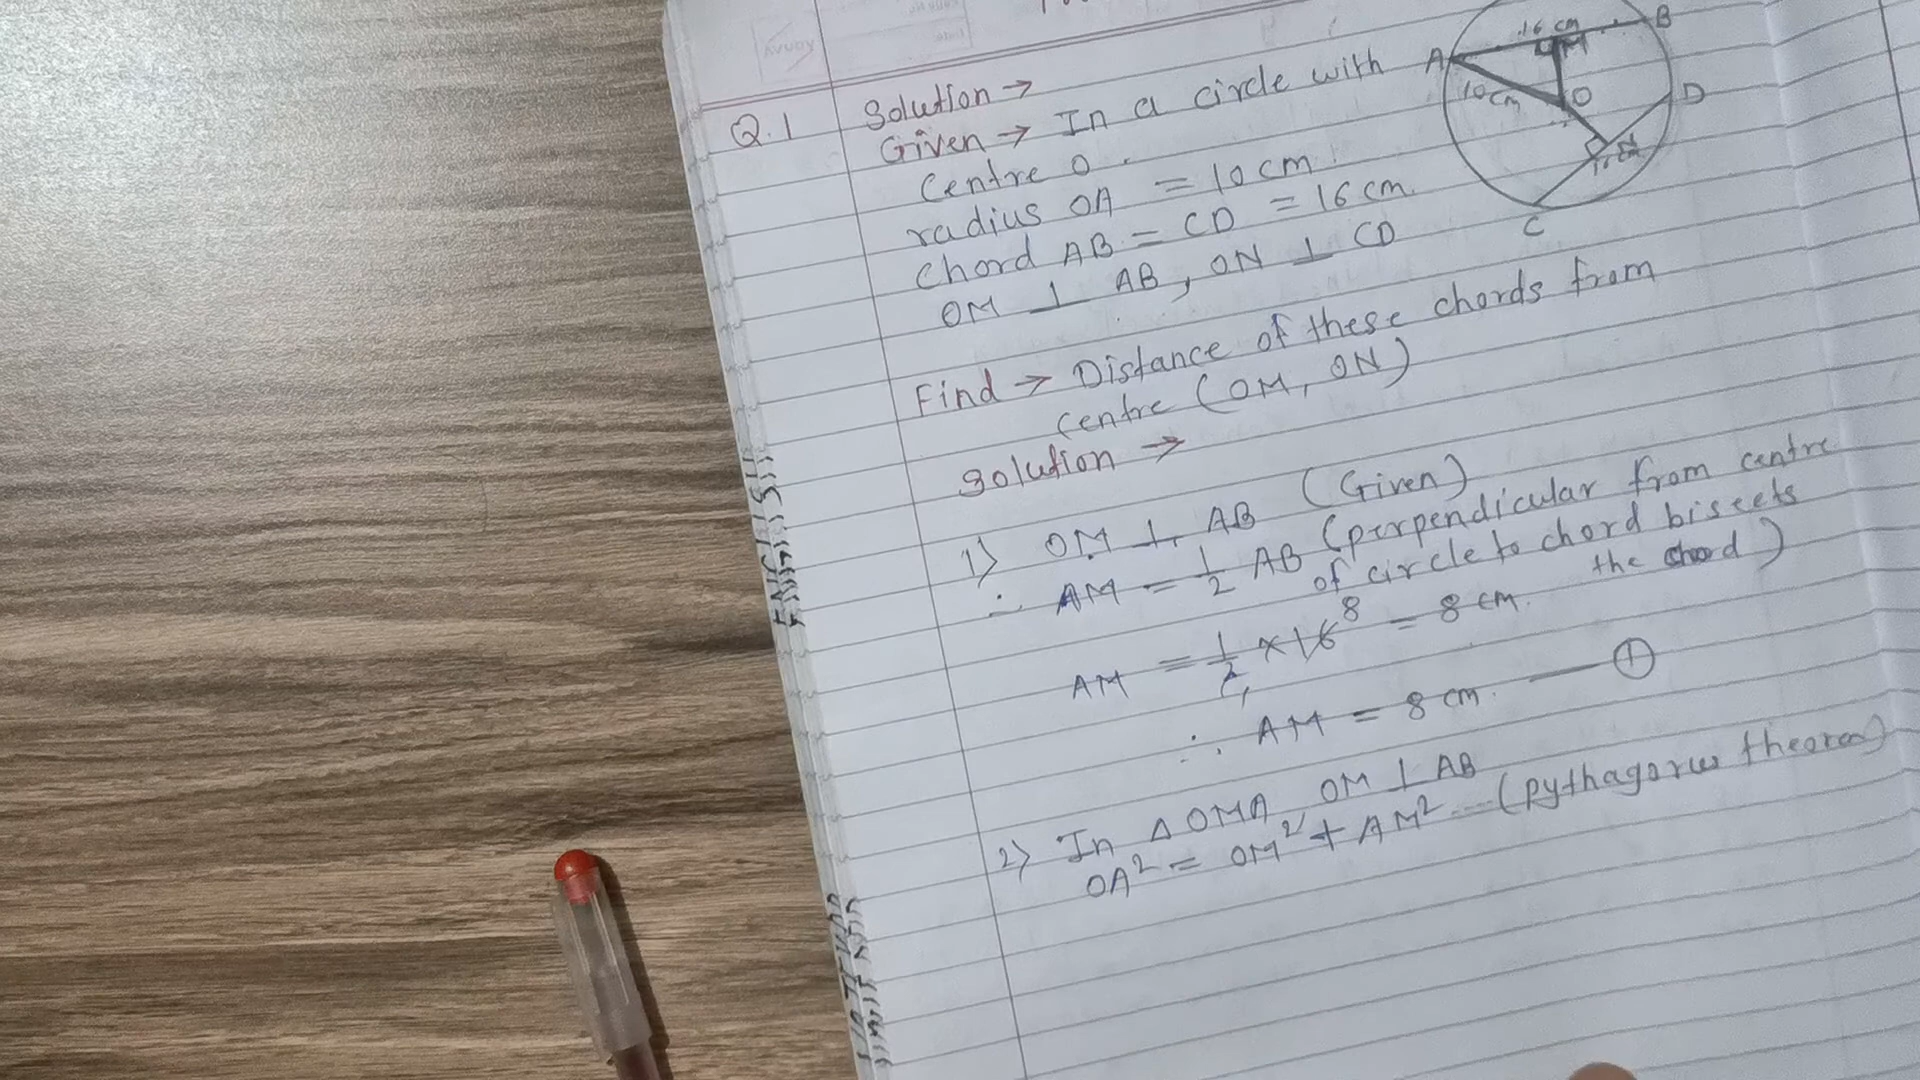 Q.1
Solution →
Given → In a circle with
Centre O.
radius OA = 10 cm.
Chord AB = CD = 16 cm.
OM ⊥ AB, ON ⊥ CD
A
B
16 cm
M
10 cm
O
D
C
Find → Distance of these chords from
centre (OM, ON)
Solution →
1) OM ⊥ AB (Given)
∴ AM = 1/2 AB (perpendicular from centre
of circle to chord bisects
the chord)
AM = 1/2 × 16 8 = 8 cm.
∴ AM = 8 cm. — ①
2) In △ OMA OM ⊥ AB
OA² = OM² + AM² --(pythagorus theorem)